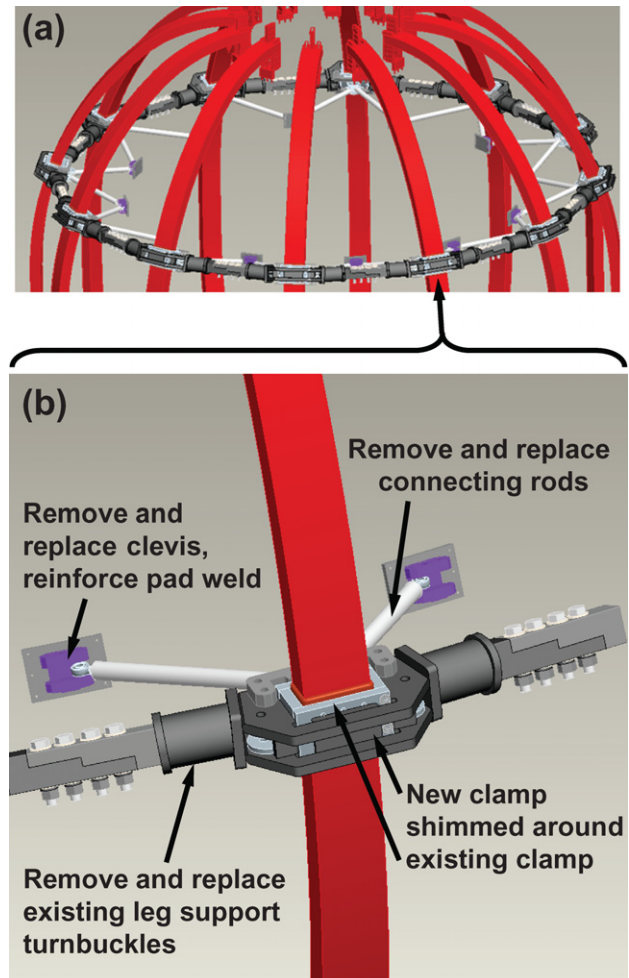 (a)
(b)
Remove and replace
connecting rods
Remove and
replace clevis,
reinforce pad weld
New clamp
shimmed around
existing clamp
Remove and replace
existing leg support
turnbuckles